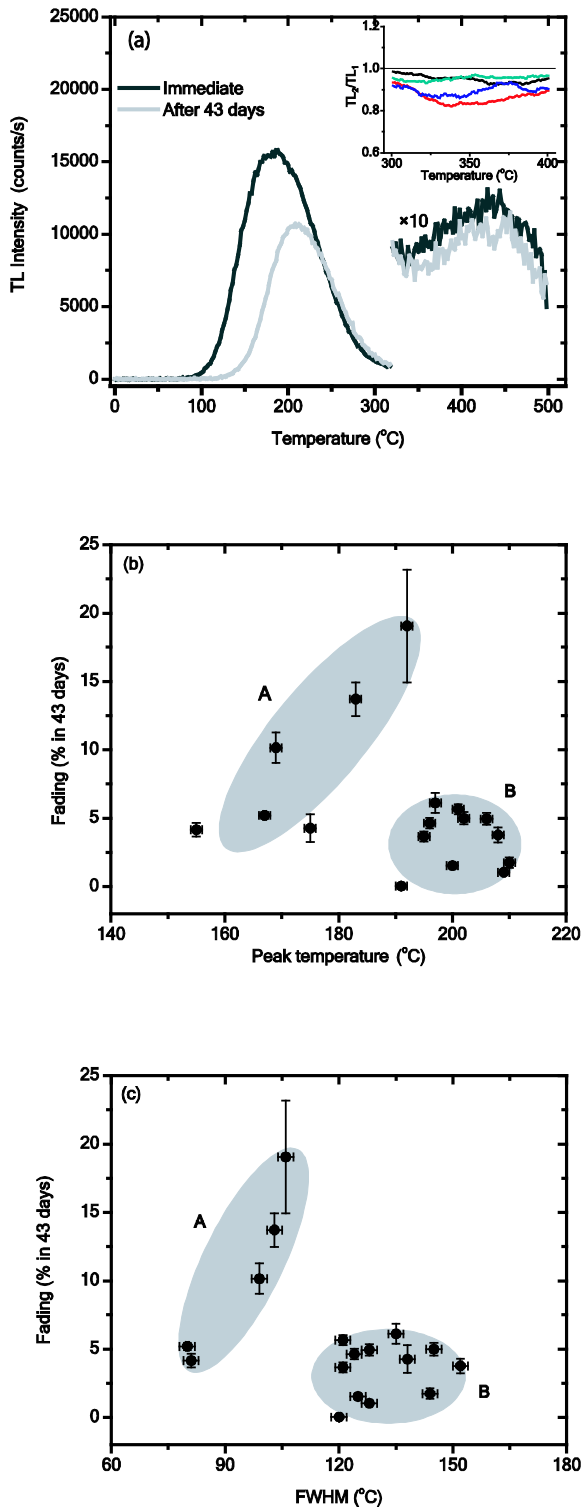 (a)
25000
20000
15000
10000
5000
0
TL Intensity (counts/s)
Immediate
After 43 days
1.2
1.0
0.8
0.6
TL2/TL1
300
350
400
Temperature (°C)
×10
0
100
200
300
400
500
Temperature (°C)
(b)
25
20
15
10
5
0
Fading (% in 43 days)
A
B
140
160
180
200
220
Peak temperature (°C)
(c)
25
20
15
10
5
0
Fading (% in 43 days)
A
B
60
90
120
150
180
FWHM (°C)